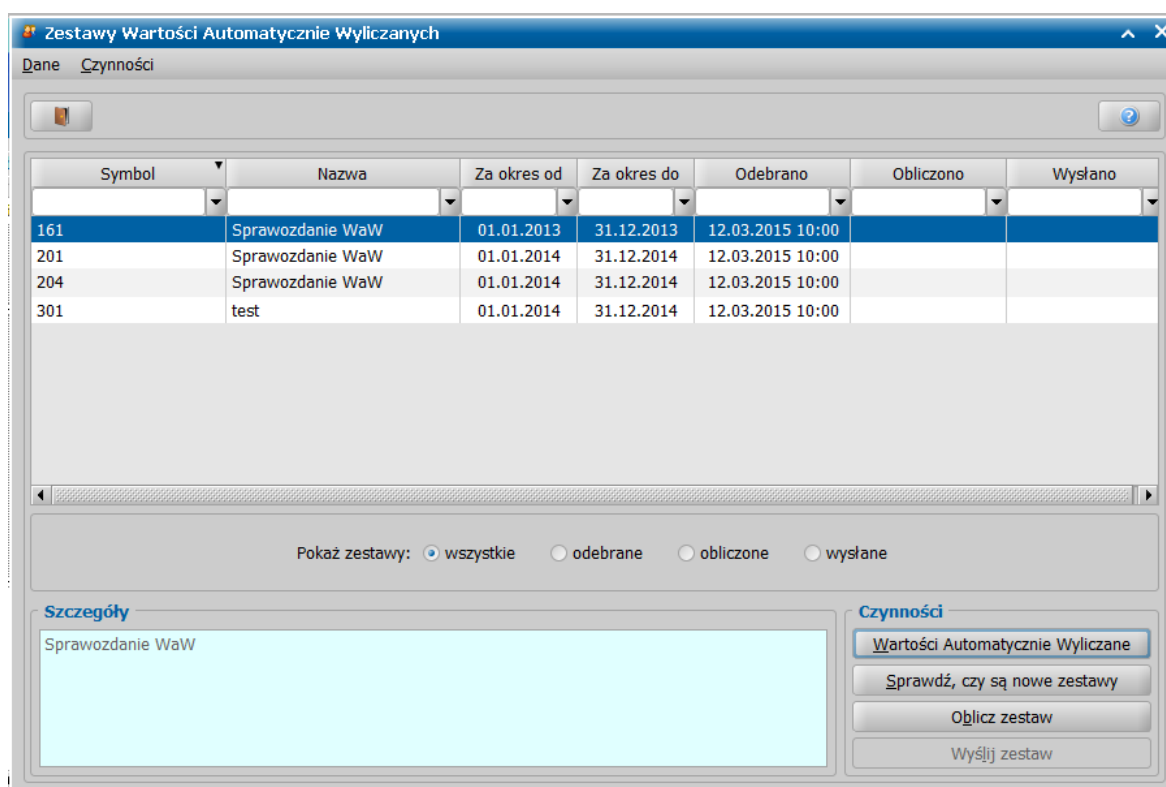 Zestawy Wartości Automatycznie Wyliczanych
Dane Czynności
Symbol Nazwa Za okres od Za okres do Odebrano Obliczono Wysłano
161 Sprawozdanie WaW 01.01.2013 31.12.2013 12.03.2015 10:00
201 Sprawozdanie WaW 01.01.2014 31.12.2014 12.03.2015 10:00
204 Sprawozdanie WaW 01.01.2014 31.12.2014 12.03.2015 10:00
301 test 01.01.2014 31.12.2014 12.03.2015 10:00
Pokaż zestawy: wszystkie odebrane obliczone wysłane
Szczegóły
Sprawozdanie WaW
Czynności
Wartości Automatycznie Wyliczane
Sprawdź, czy są nowe zestawy
Oblicz zestaw
Wyślij zestaw